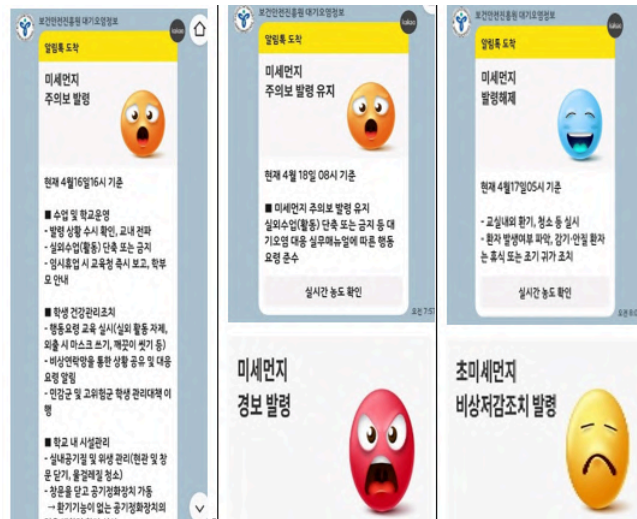 보건안전진흥원 대기오염정보
kakao
알림톡 도착
미세먼지
주의보 발령
현재 4월16일16시 기준
■ 수업 및 학교운영
- 발령 상황 수시 확인, 교내 전파
- 실외수업(활동) 단축 또는 금지
- 임시휴업 시 교육청 즉시 보고, 학부
모 안내
■ 학생 건강관리조치
- 행동요령 교육 실시(실외 활동 자제,
외출 시 마스크 쓰기, 깨끗이 씻기 등)
- 비상연락망을 통한 상황 공유 및 대응
요령 알림
- 민감군 및 고위험군 학생 관리대책 이
행
■ 학교 내 시설관리
- 실내공기질 및 위생 관리(현관 및 창
문 닫기, 물걸레질 청소)
- 창문을 닫고 공기정화장치 가동
→ 환기기능이 없는 공기정화장치의
보건안전진흥원 대기오염정보
kakao
알림톡 도착
미세먼지
주의보 발령 유지
현재 4월 18일 08시 기준
■ 미세먼지 주의보 발령 유지
실외수업(활동) 단축 또는 금지 등 대
기오염 대응 실무매뉴얼에 따른 행동
요령 준수
실시간 농도 확인
오전 7:57
미세먼지
경보 발령
보건안전진흥원 대기오염정보
kakao
알림톡 도착
미세먼지
발령해제
현재 4월17일05시 기준
- 교실내외 환기, 청소 등 실시
- 환자 발생여부 파악, 감기·안질 환자
는 휴식 또는 조기 귀가 조치
실시간 농도 확인
초미세먼지
비상저감조치 발령